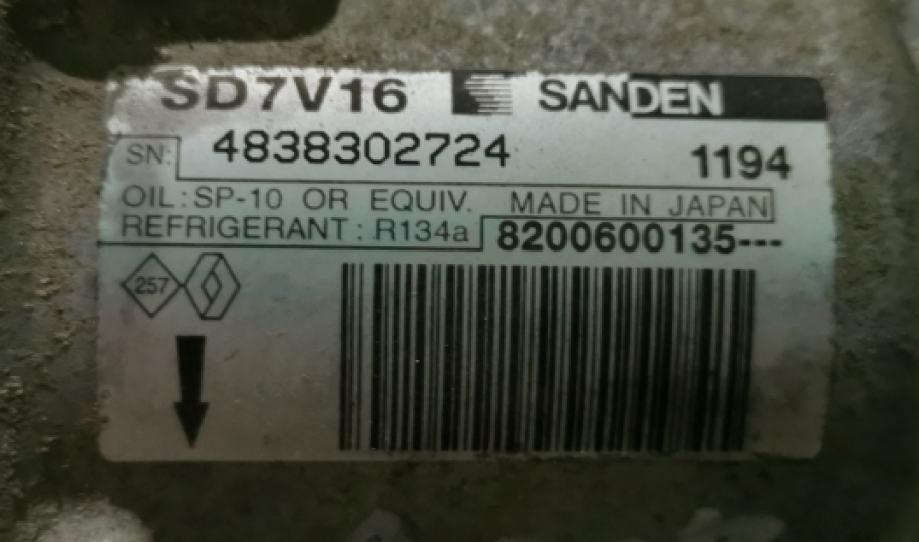 SD7V16 SANDEN
SN: 4838302724 1194
OIL:SP-10 OR EQUIV. MADE IN JAPAN
REFRIGERANT: R134a 8200600135---
257